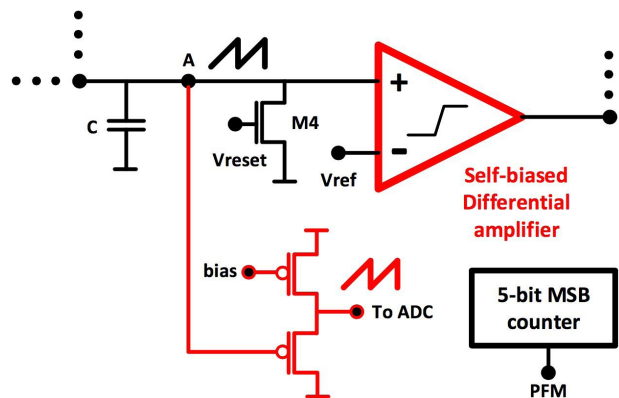 A
C
M4
Vreset
+
-
Vref
Self-biased
Differential
amplifier
bias
To ADC
5-bit MSB
counter
PFM